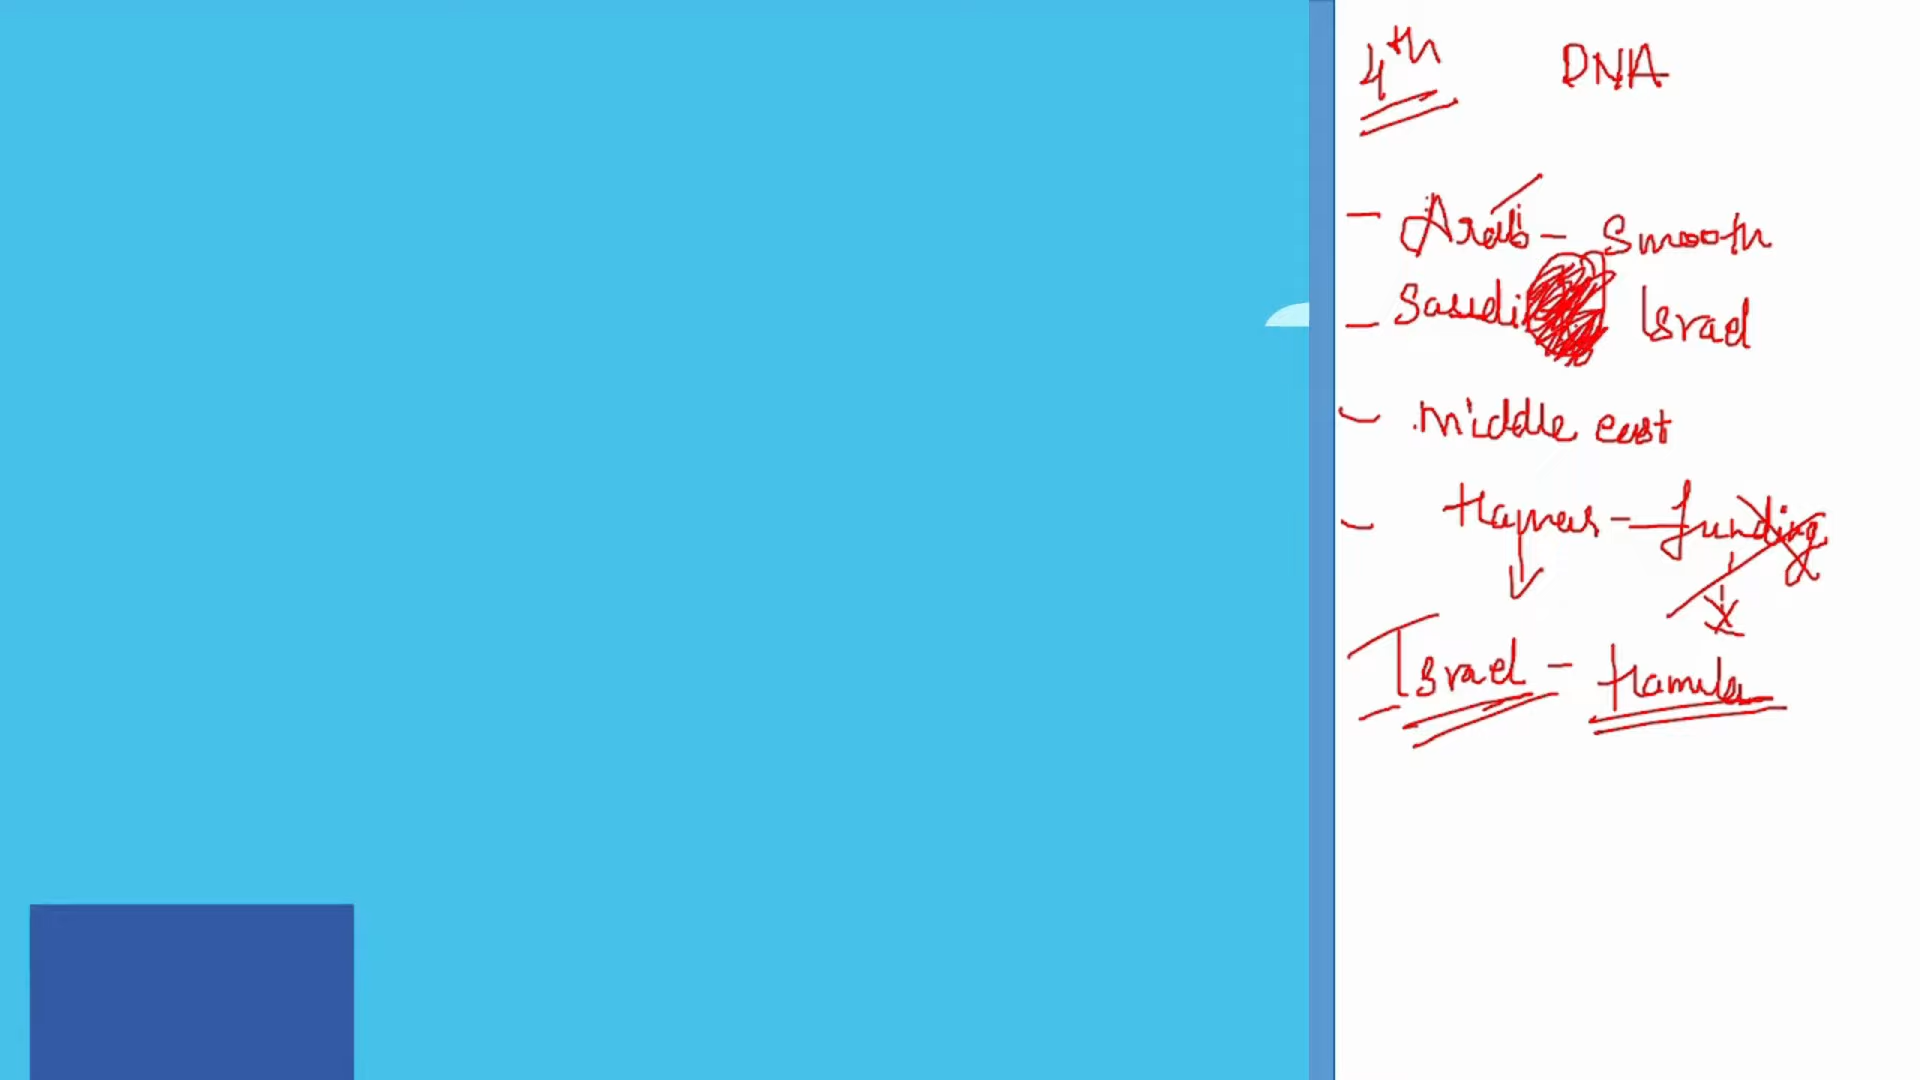 4th DNA
- Arab - Smooth
- Saudi Israel
- Middle east
- Hamas - funding
Israel - Hamla